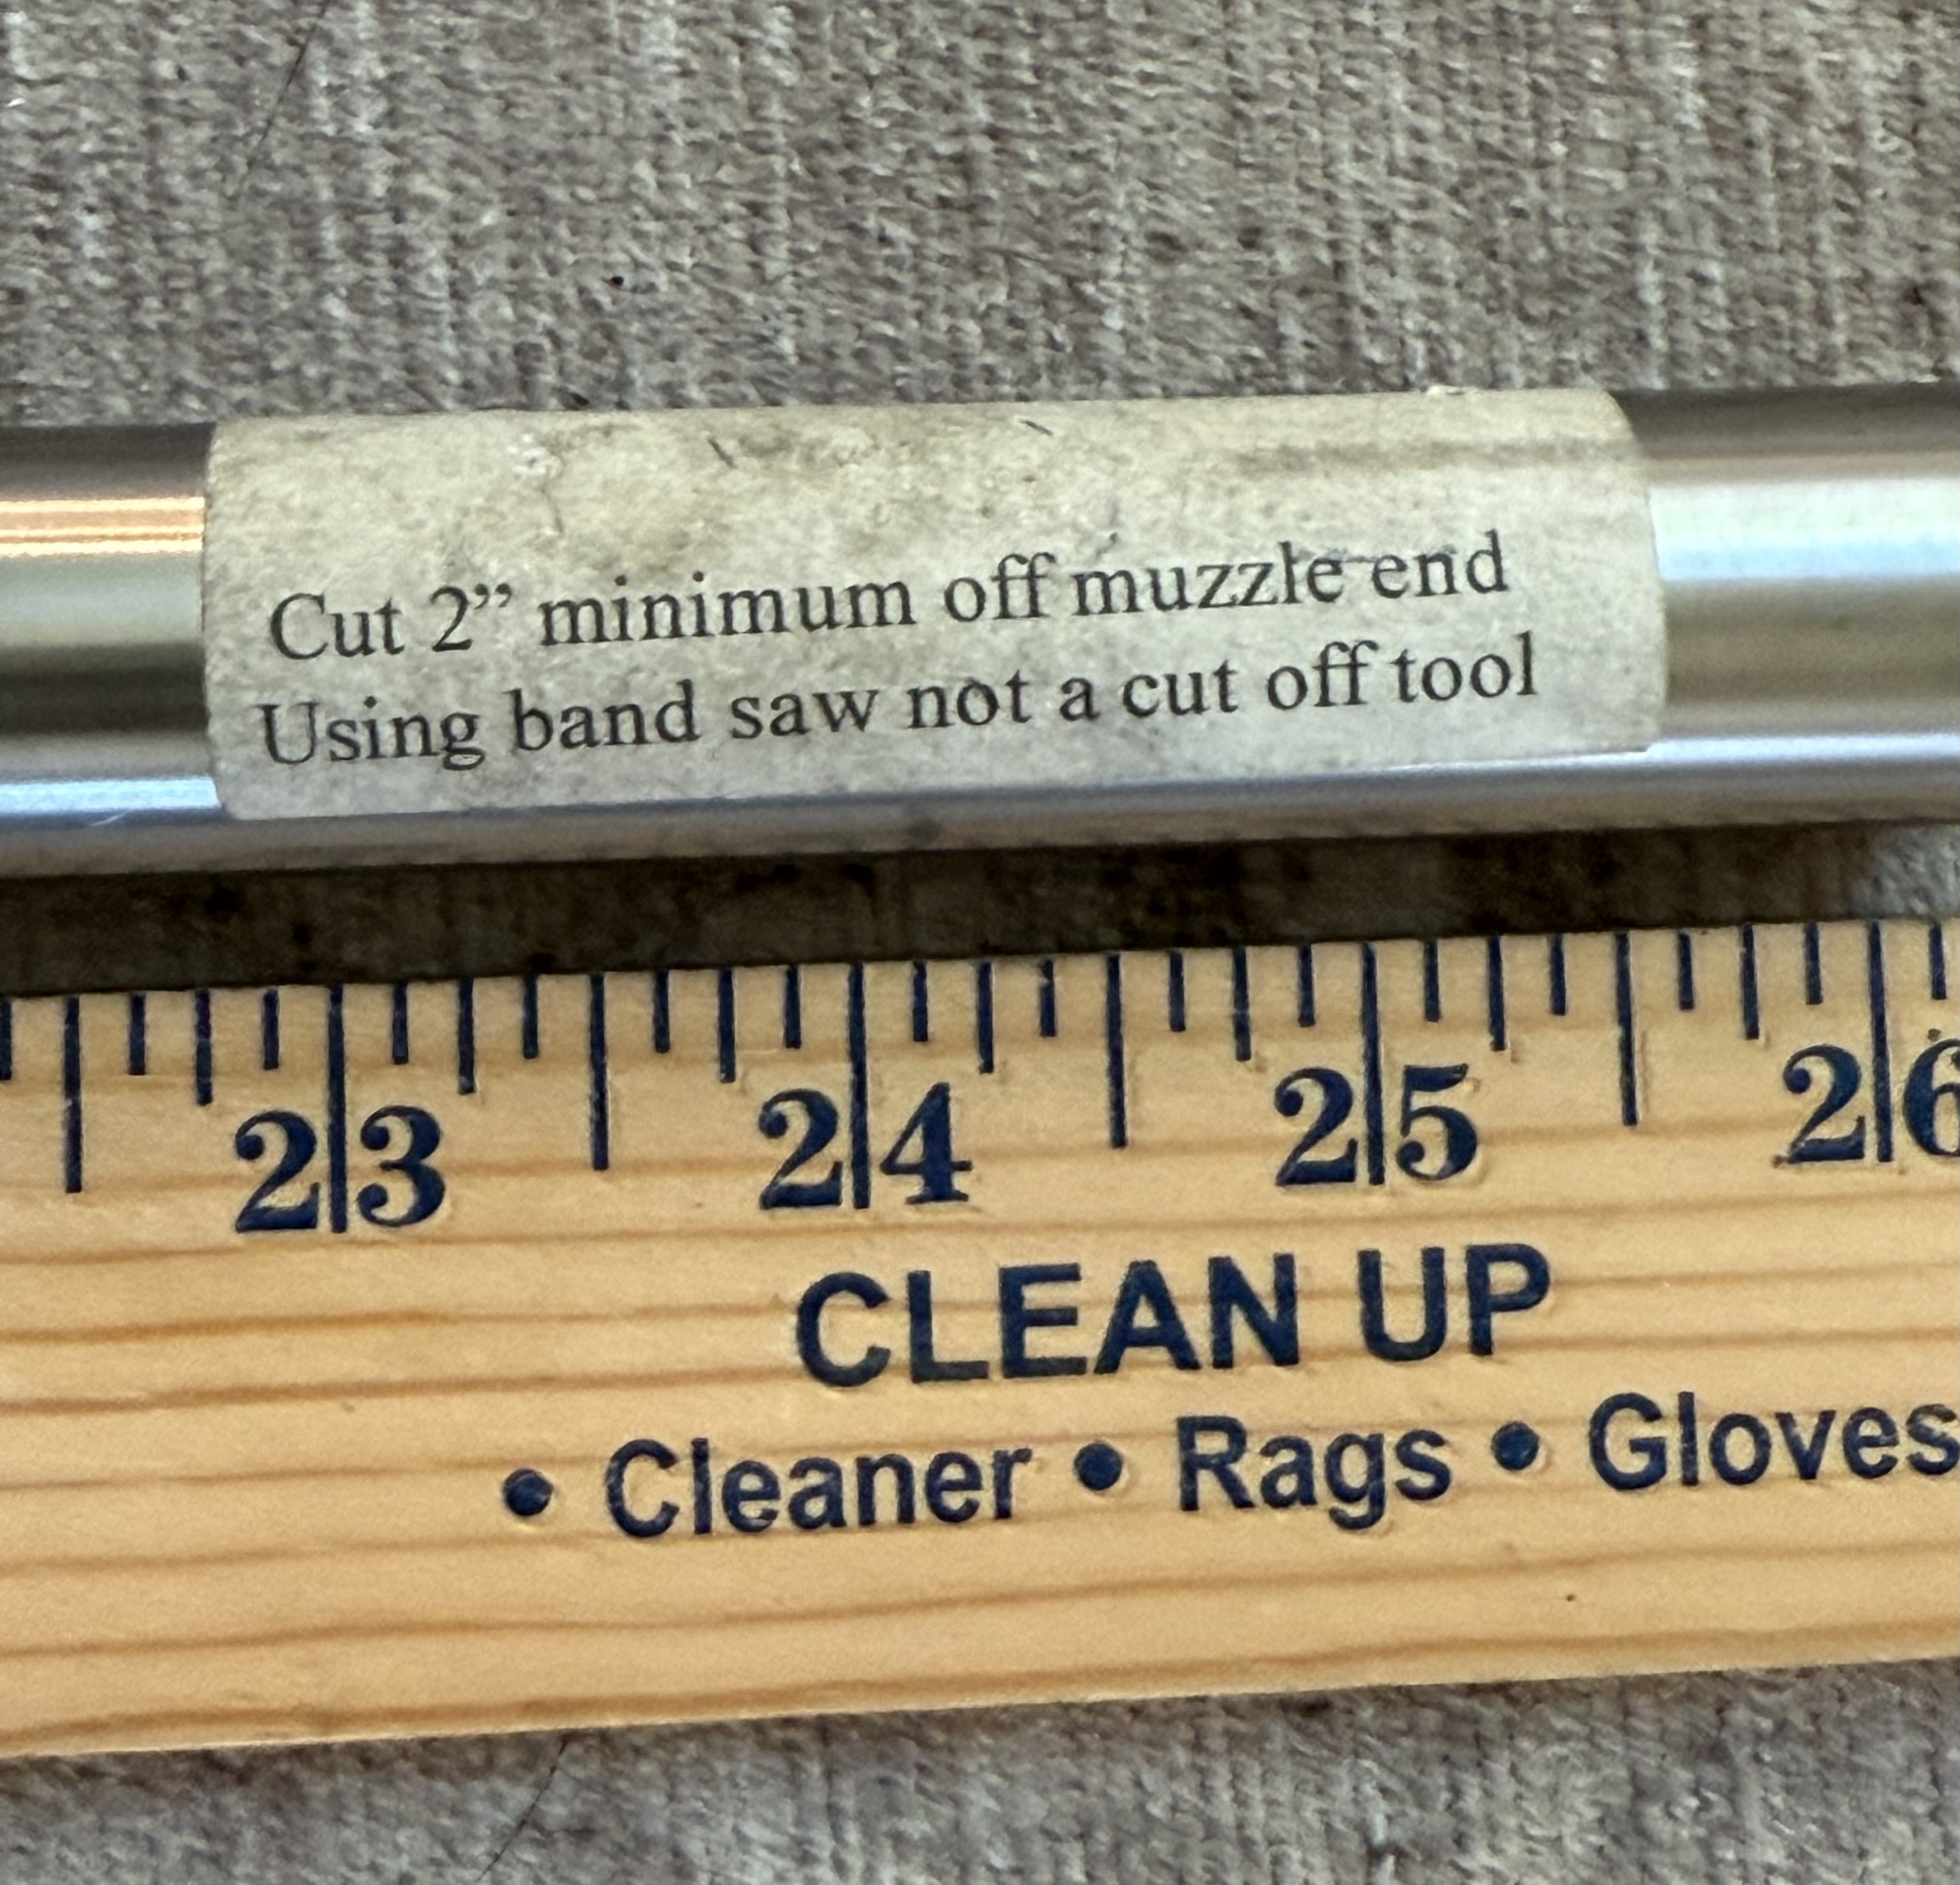 Cut 2” minimum off muzzle end
Using band saw not a cut off tool
23 24 25 26
CLEAN UP
• Cleaner • Rags • Gloves